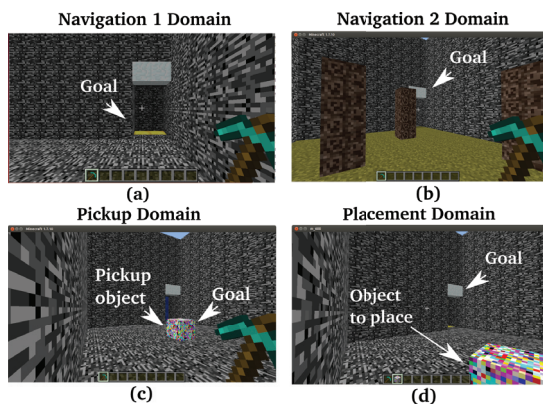 Navigation 1 Domain
Goal
(a)
Navigation 2 Domain
Goal
(b)
Pickup Domain
Pickup
object
Goal
(c)
Placement Domain
Goal
Object
to place
(d)